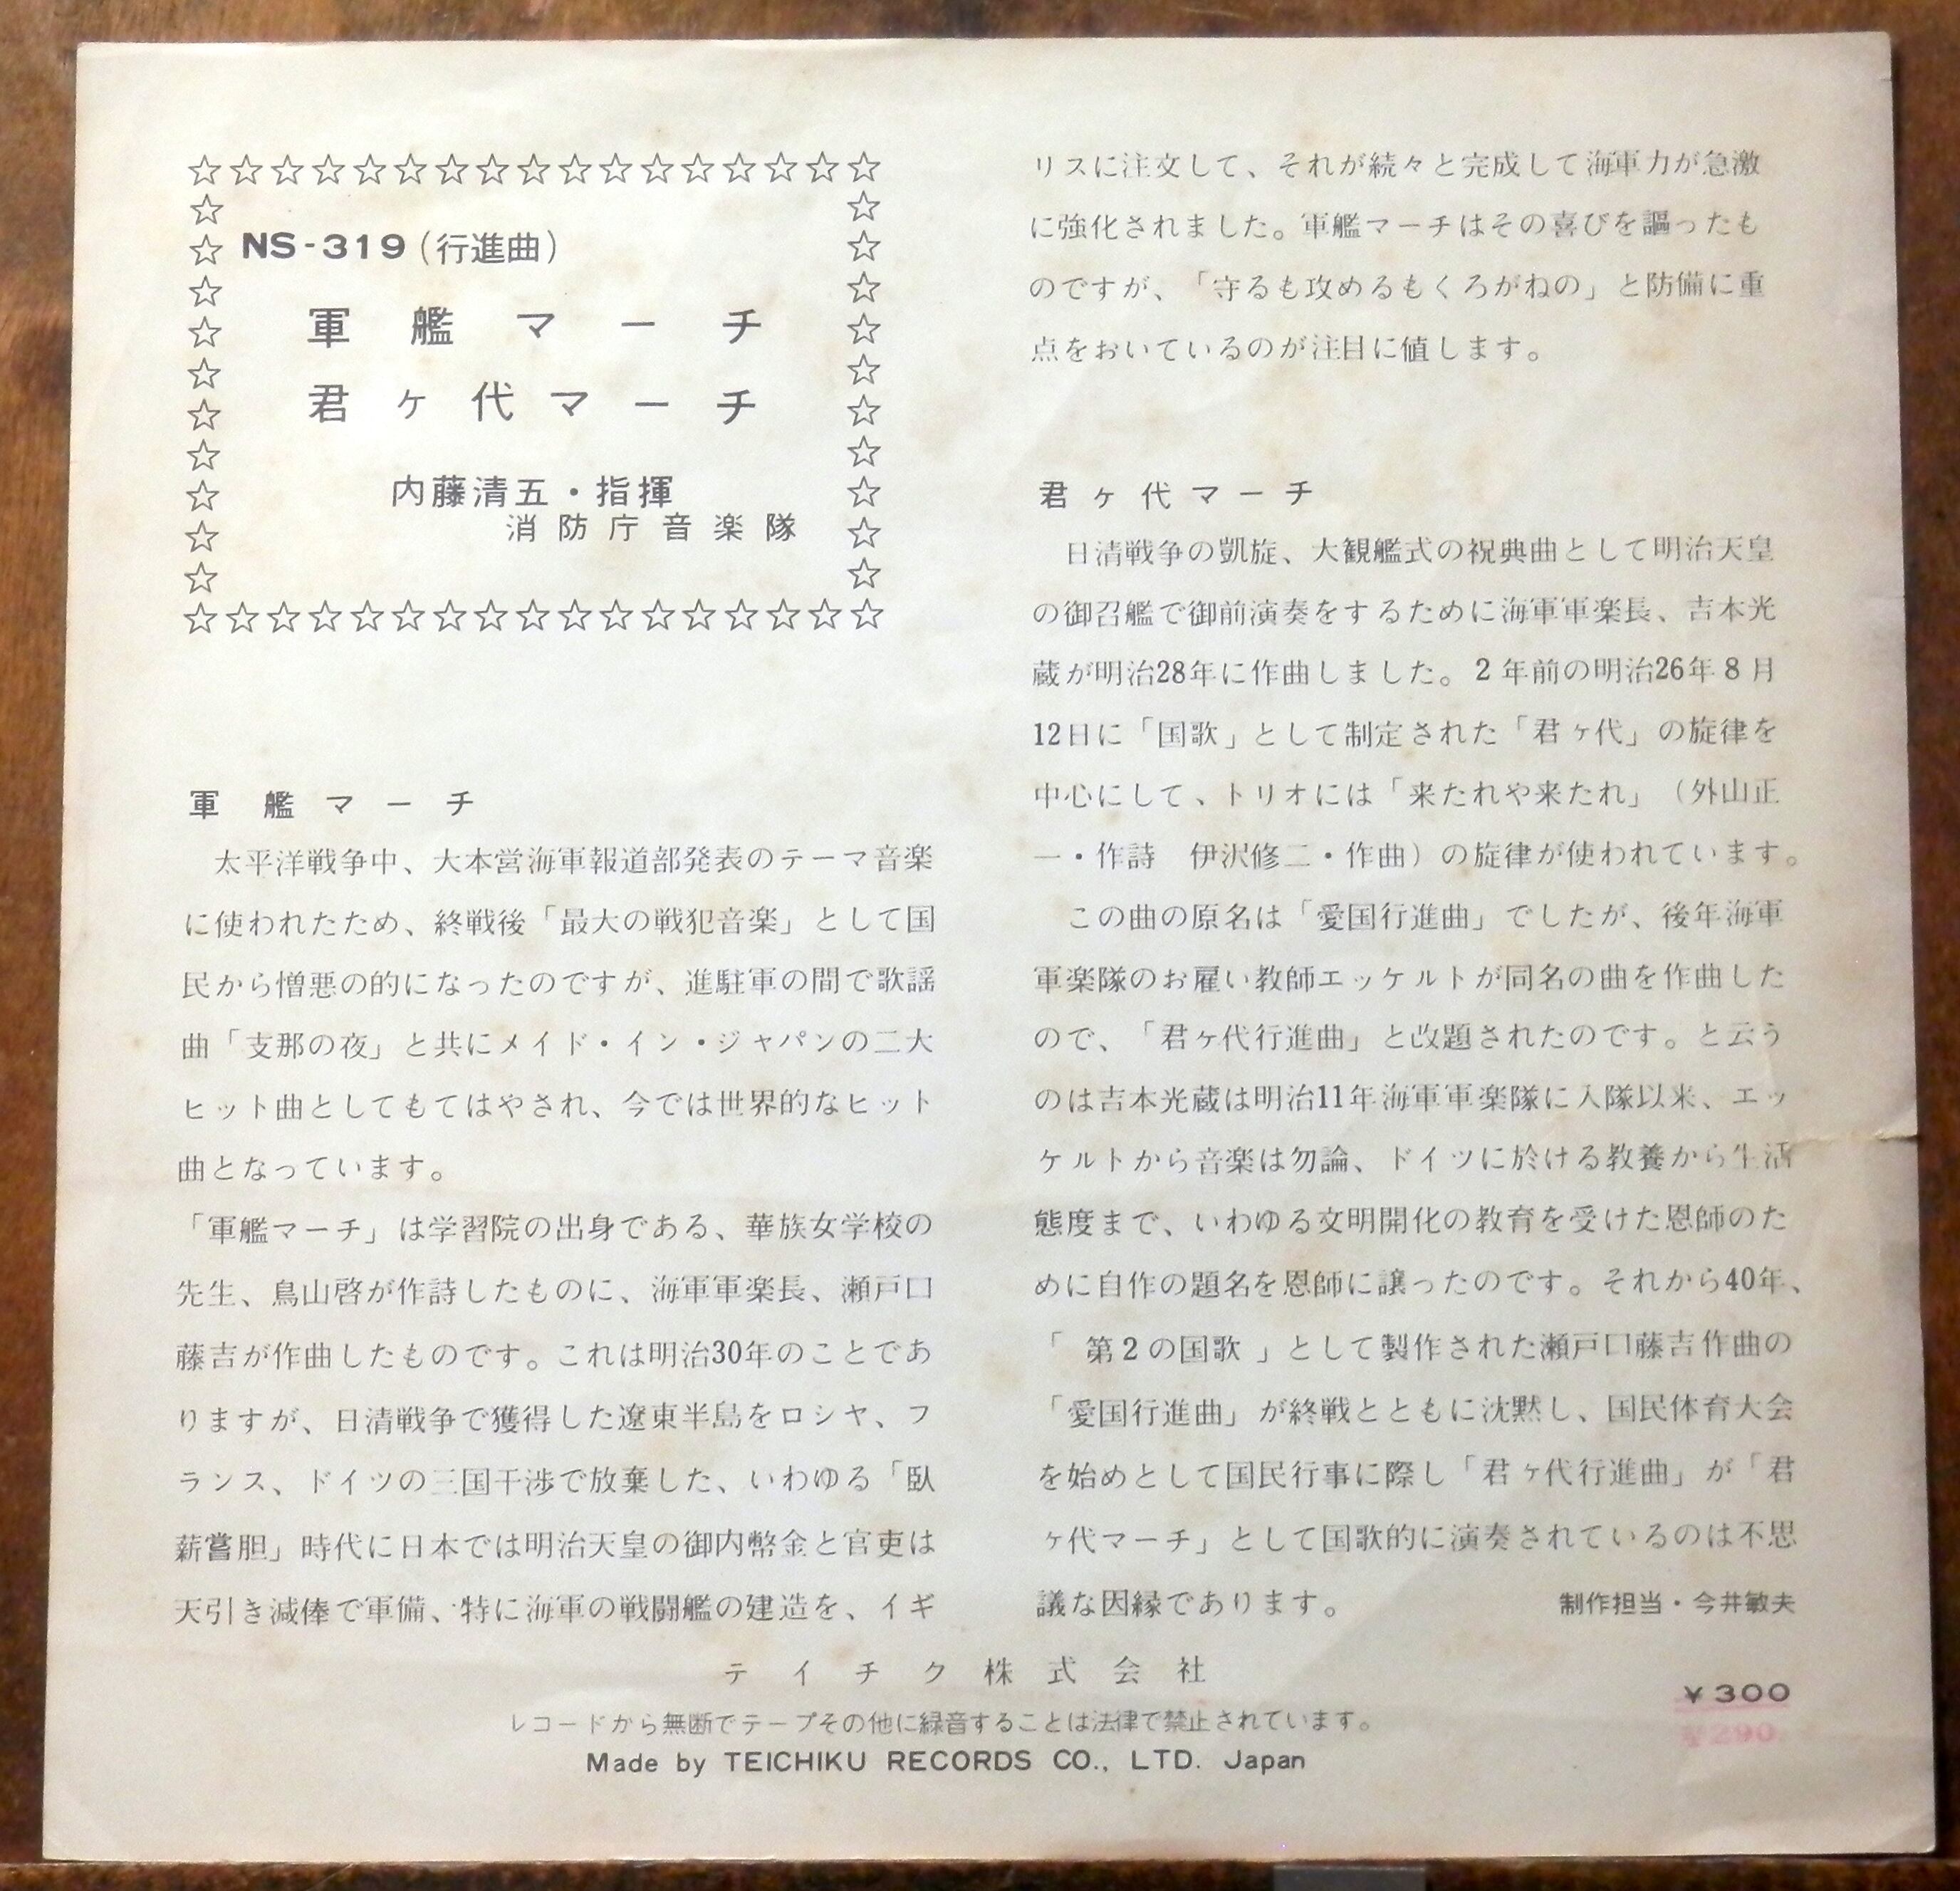 NS-319（行進曲）
軍艦マーチ
君ヶ代マーチ
内藤清五・指揮
消防庁音楽隊
軍艦マーチ
太平洋戦争中、大本営海軍報道部発表のテーマ音楽
に使われたため、終戦後「最大の戦犯音楽」として国
民から憎悪の的になったのですが、進駐軍の間で歌謡
曲「支那の夜」と共にメイド・イン・ジャパンの二大
ヒット曲としてもてはやされ、今では世界的なヒット
曲となっています。
「軍艦マーチ」は学習院の出身である、華族女学校の
先生、鳥山啓が作詩したものに、海軍軍楽長、瀬戸口
藤吉が作曲したものです。これは明治30年のことであ
りますが、日清戦争で獲得した遼東半島をロシヤ、フ
ランス、ドイツの三国干渉で放棄した、いわゆる「臥
薪嘗胆」時代に日本では明治天皇の御内幣金と官吏は
天引き減俸で軍備、特に海軍の戦闘艦の建造を、イギ
リスに注文して、それが続々と完成して海軍力が急激
に強化されました。軍艦マーチはその喜びを謳ったも
のですが、「守るも攻めるもくろがねの」と防備に重
点をおいているのが注目に値します。
君ヶ代マーチ
日清戦争の凱旋、大観艦式の祝典曲として明治天皇
の御召艦で御前演奏をするために海軍軍楽長、吉本光
蔵が明治28年に作曲しました。2年前の明治26年8月
12日に「国歌」として制定された「君ヶ代」の旋律を
中心にして、トリオには「来たれや来たれ」（外山正
一・作詩　伊沢修二・作曲）の旋律が使われています。
この曲の原名は「愛国行進曲」でしたが、後年海軍
軍楽隊のお雇い教師エッケルトが同名の曲を作曲した
ので、「君ヶ代行進曲」と改題されたのです。と云う
のは吉本光蔵は明治11年海軍軍楽隊に入隊以来、エッ
ケルトから音楽は勿論、ドイツに於ける教養から生活
態度まで、いわゆる文明開化の教育を受けた恩師のた
めに自作の題名を恩師に譲ったのです。それから40年、
「第2の国歌」として製作された瀬戸口藤吉作曲の
「愛国行進曲」が終戦とともに沈黙し、国民体育大会
を始めとして国民行事に際し「君ヶ代行進曲」が「君
ヶ代マーチ」として国歌的に演奏されているのは不思
議な因縁であります。
制作担当・今井敏夫
テイチク株式会社
¥300
¥290
レコードから無断でテープその他に録音することは法律で禁止されています。
Made by TEICHIKU RECORDS CO., LTD. Japan